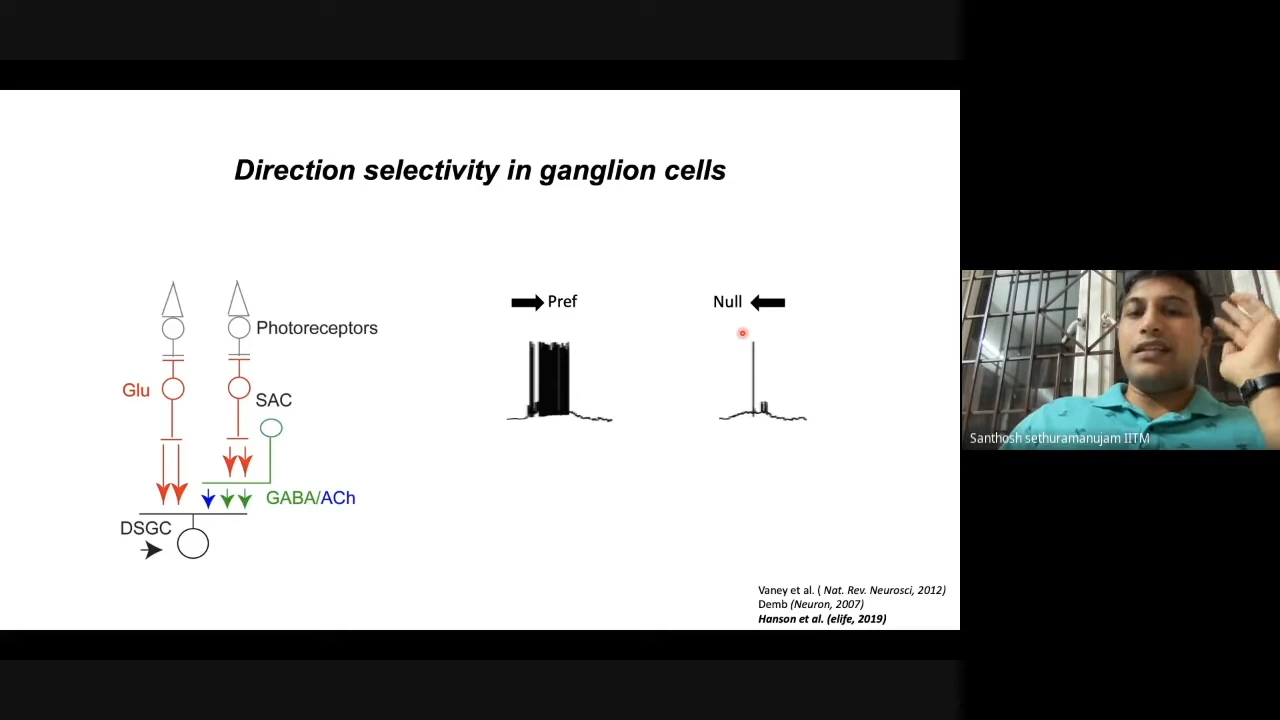 Direction selectivity in ganglion cells
Photoreceptors
Glu
SAC
GABA/ACh
DSGC
Pref
Null
Vaney et al. ( Nat. Rev. Neurosci, 2012)
Demb (Neuron, 2007)
Hanson et al. (elife, 2019)
Santhosh sethuramanujam IITM